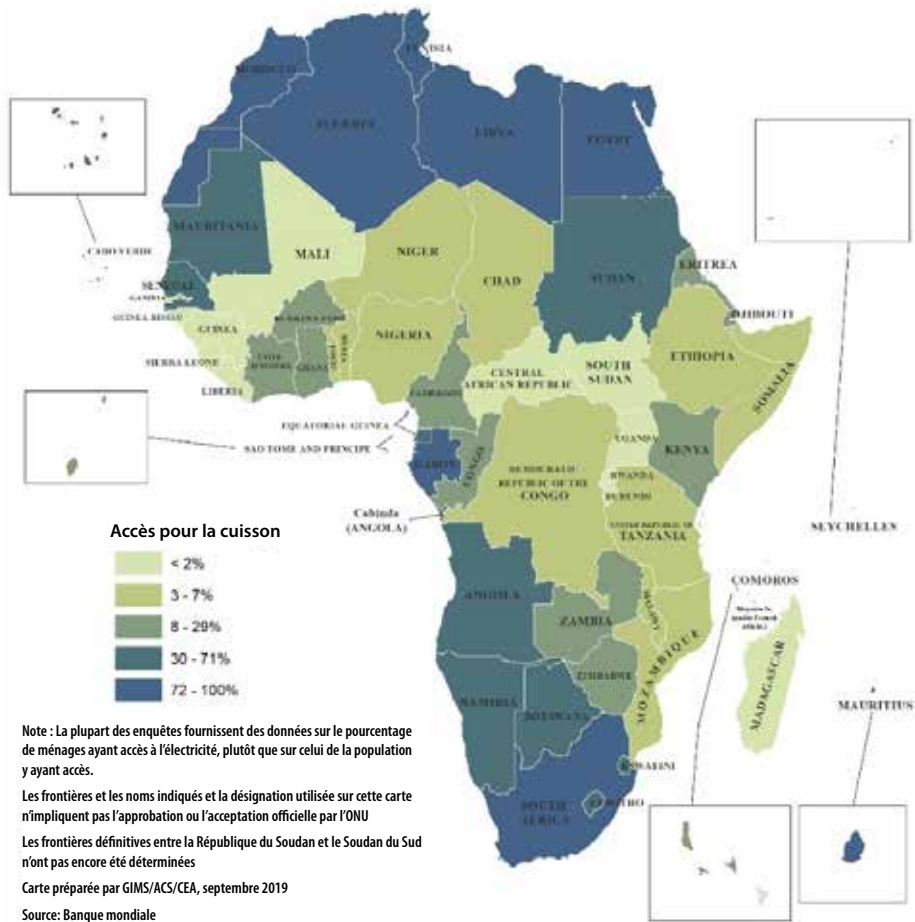 TUNISIA
MOROCCO
ALGERIA
LIBYA
EGYPT
MAURITANIA
CABO VERDE
MALI
NIGER
CHAD
SUDAN
ERITREA
SENEGAL
GAMBIA
GUINEA BISSAU
GUINEA
BURKINA FASO
NIGERIA
DJIBOUTI
SIERRA LEONE
GHANA
TOGO
BENIN
ETHIOPIA
SOMALIA
LIBERIA
CENTRAL
AFRICAN REPUBLIC
SOUTH
SUDAN
CAMEROON
EQUATORIAL GUINEA
SAO TOME AND PRINCIPE
GABON
CONGO
UGANDA
KENYA
DEMOCRATIC
REPUBLIC OF THE
CONGO
RWANDA
BURUNDI
Cabinda
(ANGOLA)
UNITED REPUBLIC OF
TANZANIA
SEYCHELLES
COMOROS
ANGOLA
ZAMBIA
MALAWI
MOZAMBIQUE
ZIMBABWE
MADAGASCAR
MAURITIUS
NAMIBIA
BOTSWANA
ESWATINI
LESOTHO
SOUTH
AFRICA
Accès pour la cuisson
< 2%
3 - 7%
8 - 29%
30 - 71%
72 - 100%
Note : La plupart des enquêtes fournissent des données sur le pourcentage
de ménages ayant accès à l'électricité, plutôt que sur celui de la population
y ayant accès.
Les frontières et les noms indiqués et la désignation utilisée sur cette carte
n'impliquent pas l'approbation ou l'acceptation officielle par l'ONU
Les frontières définitives entre la République du Soudan et le Soudan du Sud
n'ont pas encore été déterminées
Carte préparée par GIMS/ACS/CEA, septembre 2019
Source: Banque mondiale